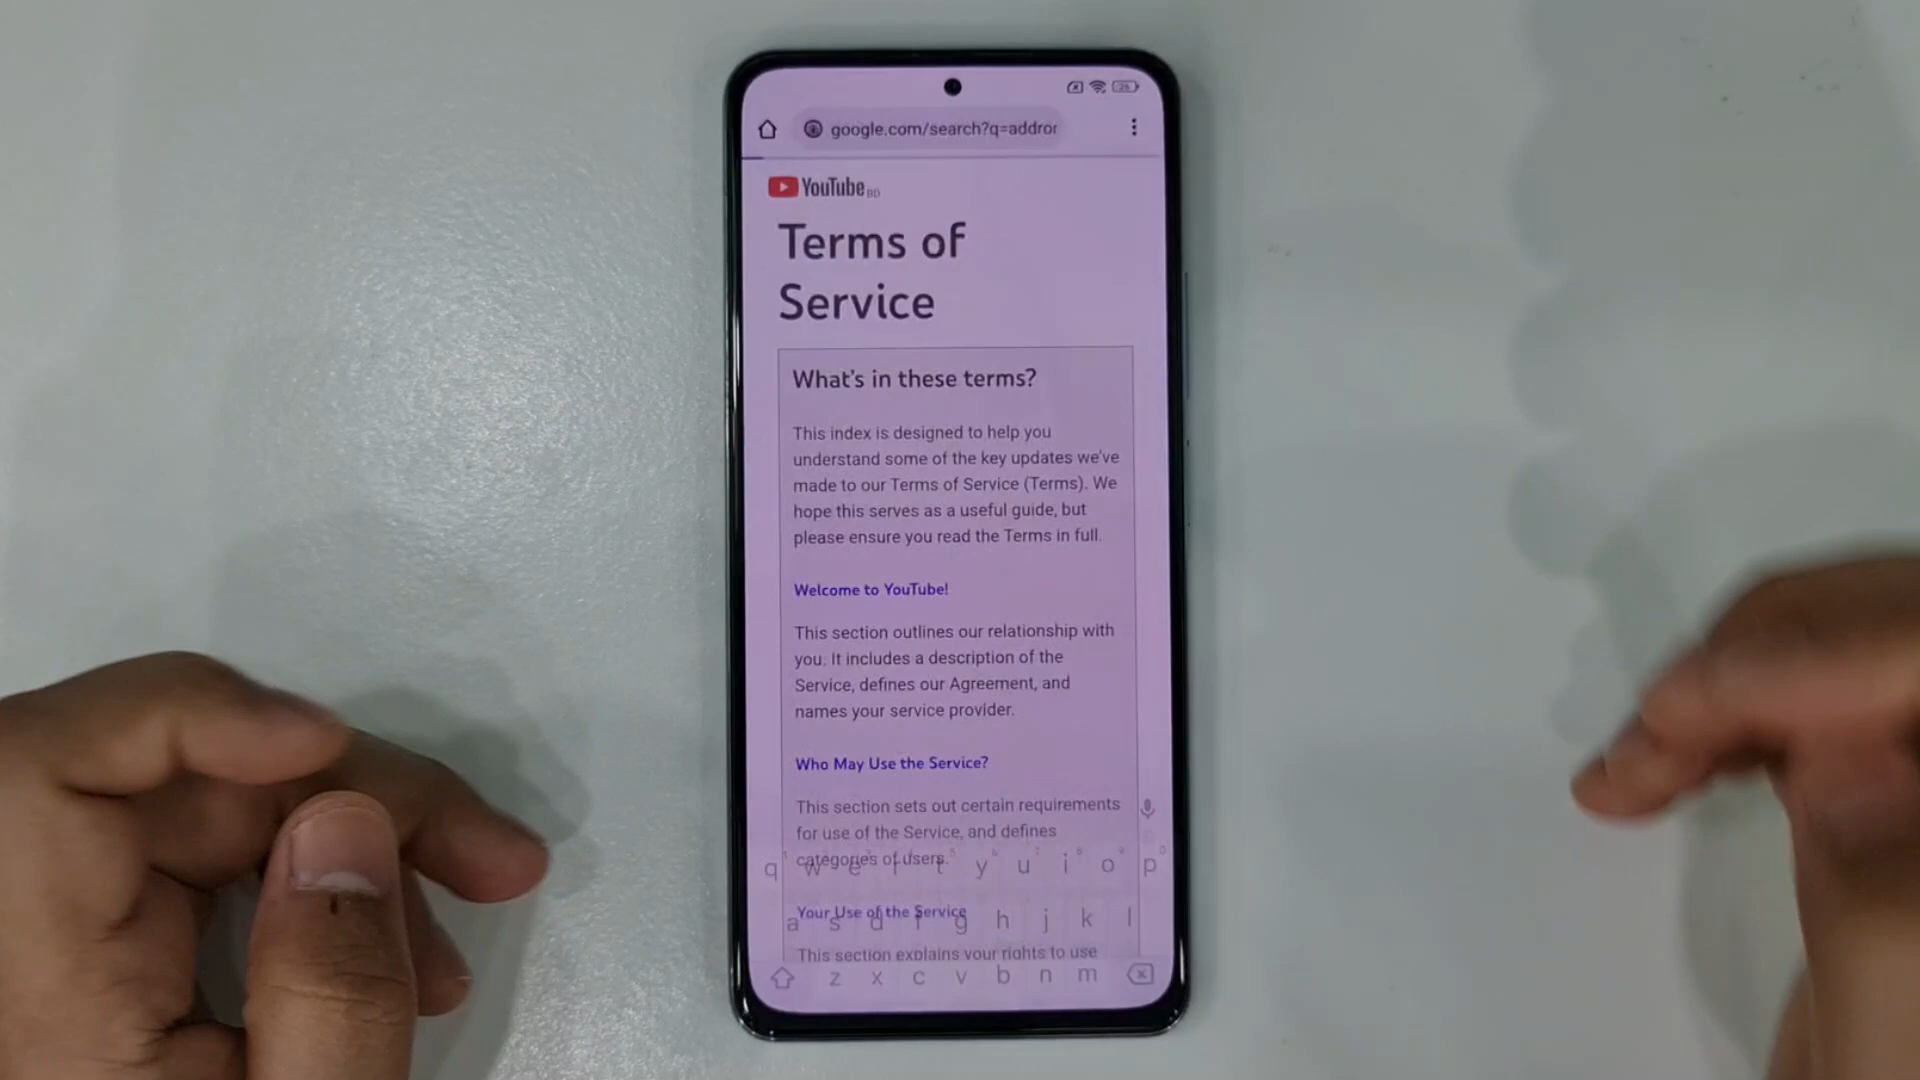 26
google.com/search?q=addror
YouTube BD
Terms of
Service
What's in these terms?
This index is designed to help you
understand some of the key updates we've
made to our Terms of Service (Terms). We
hope this serves as a useful guide, but
please ensure you read the Terms in full.
Welcome to YouTube!
This section outlines our relationship with
you. It includes a description of the
Service, defines our Agreement, and
names your service provider.
Who May Use the Service?
This section sets out certain requirements
for use of the Service, and defines
categories of users.
q w e r t y u i o p
Your Use of the Service
a s d f g h j k l
This section explains your rights to use
z x c v b n m